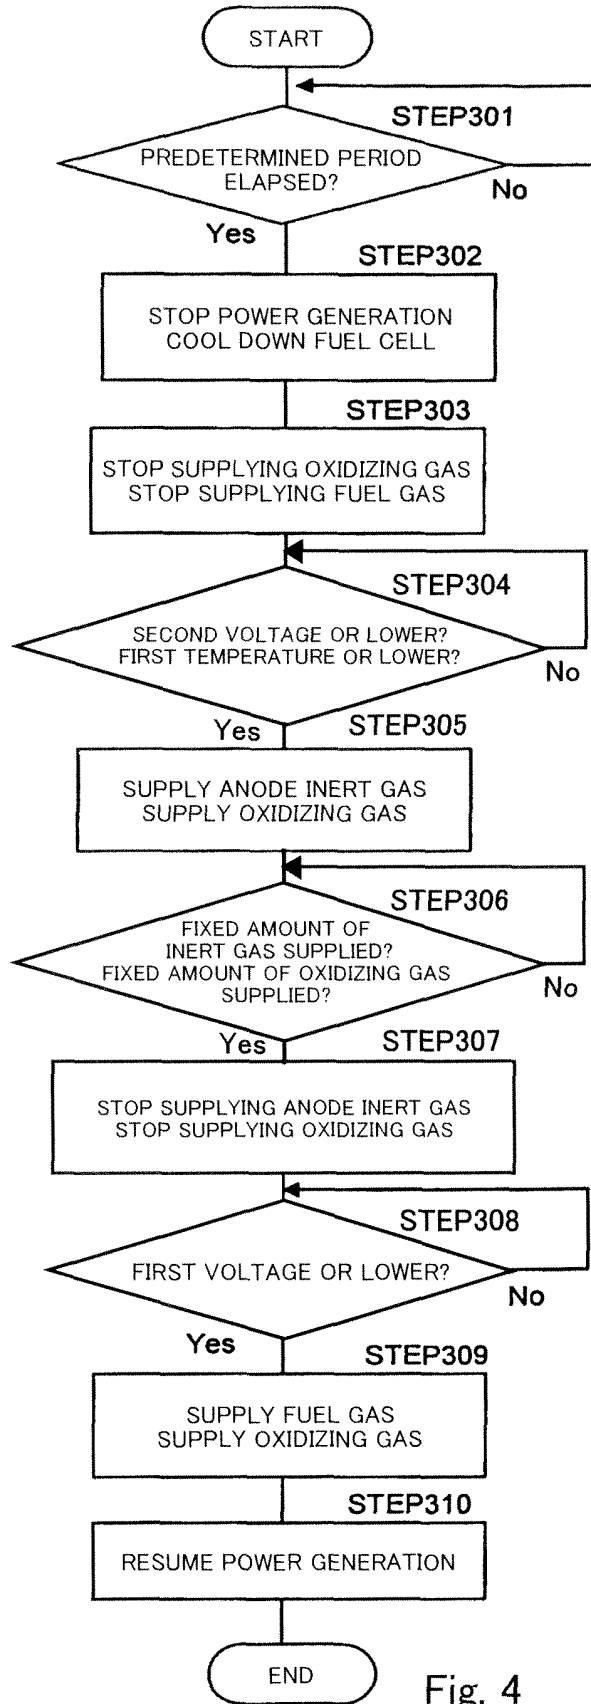 START
STEP301
PREDETERMINED PERIOD
ELAPSED?
No
Yes
STEP302
STOP POWER GENERATION
COOL DOWN FUEL CELL
STEP303
STOP SUPPLYING OXIDIZING GAS
STOP SUPPLYING FUEL GAS
STEP304
SECOND VOLTAGE OR LOWER?
FIRST TEMPERATURE OR LOWER?
No
Yes
STEP305
SUPPLY ANODE INERT GAS
SUPPLY OXIDIZING GAS
STEP306
FIXED AMOUNT OF
INERT GAS SUPPLIED?
FIXED AMOUNT OF OXIDIZING GAS
SUPPLIED?
No
Yes
STEP307
STOP SUPPLYING ANODE INERT GAS
STOP SUPPLYING OXIDIZING GAS
STEP308
FIRST VOLTAGE OR LOWER?
No
Yes
STEP309
SUPPLY FUEL GAS
SUPPLY OXIDIZING GAS
STEP310
RESUME POWER GENERATION
END
Fig. 4